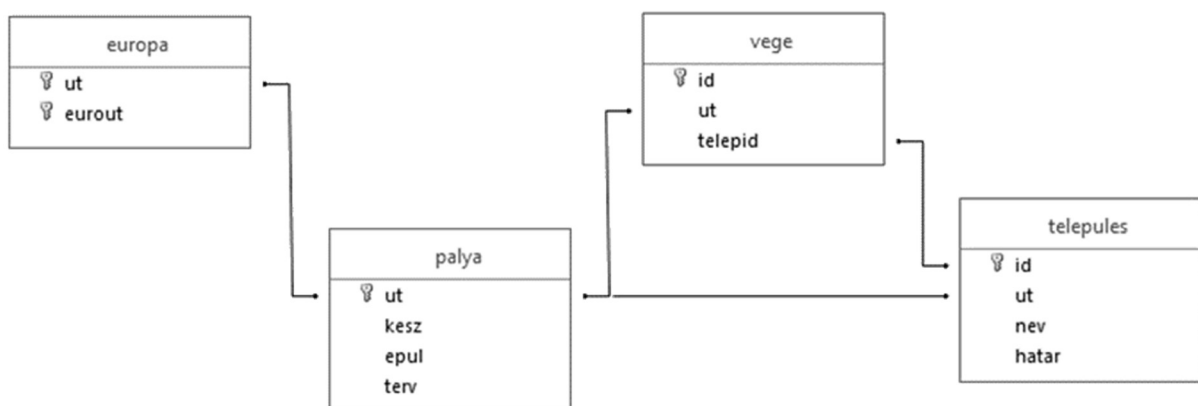 europa
ut
eurout
vege
id
ut
telepid
palya
ut
kesz
epul
terv
telepules
id
ut
nev
hatar